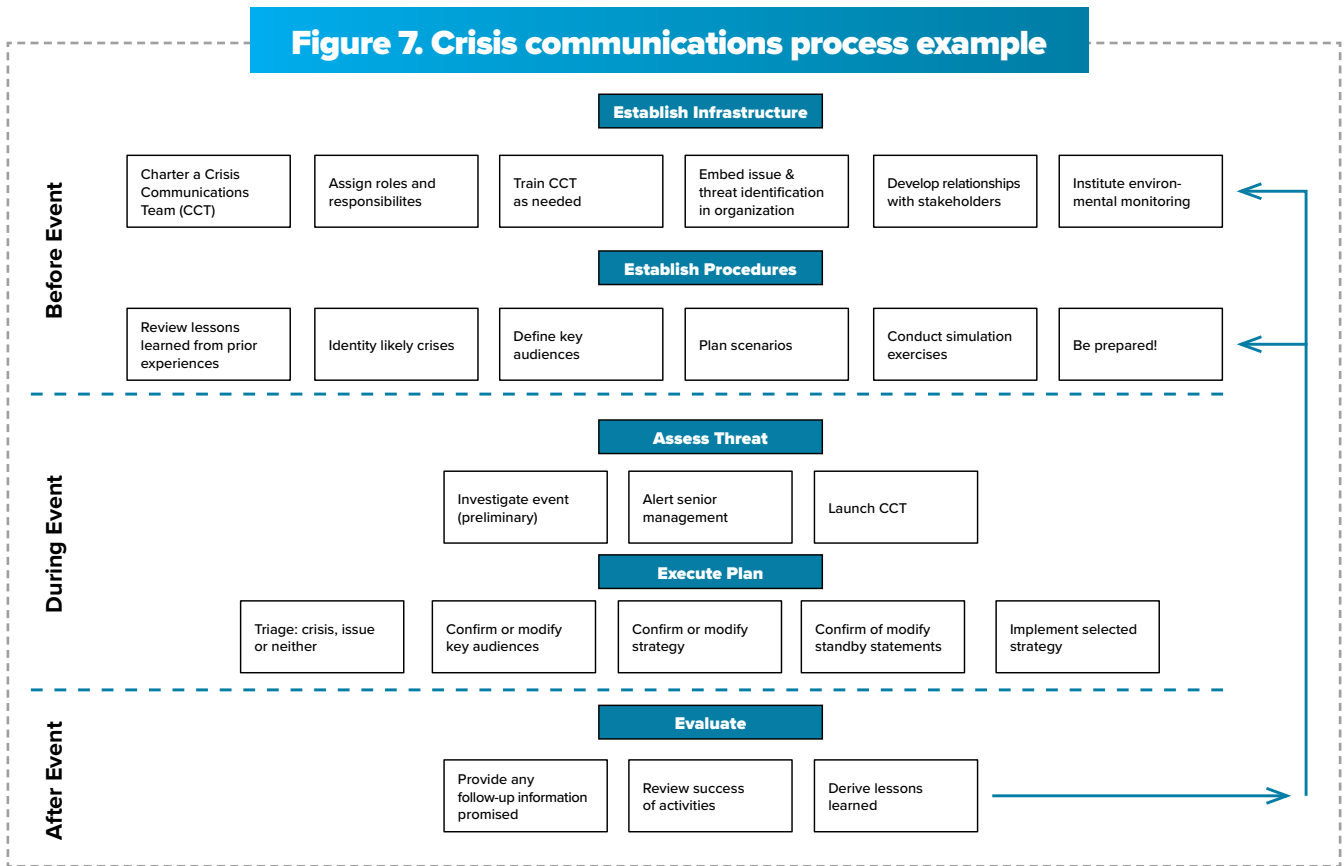 Figure 7. Crisis communications process example
Before Event
Establish Infrastructure
Charter a Crisis
Communications
Team (CCT)
Assign roles and
responsibilites
Train CCT
as needed
Embed issue &
threat identification
in organization
Develop relationships
with stakeholders
Institute environ-
mental monitoring
Establish Procedures
Review lessons
learned from prior
experiences
Identity likely crises
Define key
audiences
Plan scenarios
Conduct simulation
exercises
Be prepared!
During Event
Assess Threat
Investigate event
(preliminary)
Alert senior
management
Launch CCT
Execute Plan
Triage: crisis, issue
or neither
Confirm or modify
key audiences
Confirm or modify
strategy
Confirm of modify
standby statements
Implement selected
strategy
After Event
Evaluate
Provide any
follow-up information
promised
Review success
of activities
Derive lessons
learned